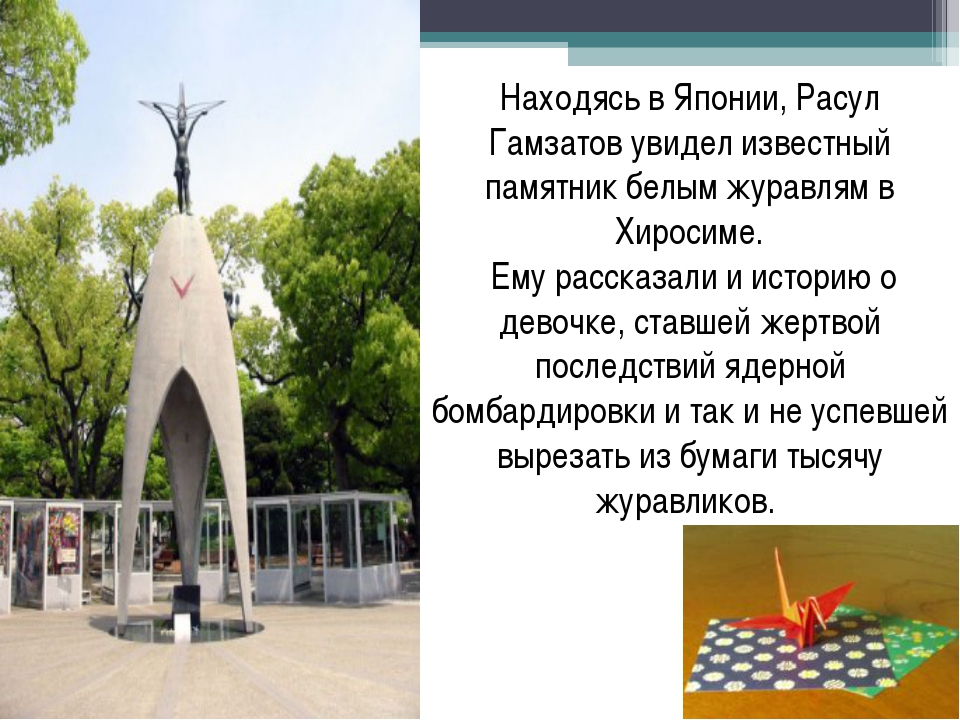 Находясь в Японии, Расул
Гамзатов увидел известный
памятник белым журавлям в
Хиросиме.
Ему рассказали и историю о
девочке, ставшей жертвой
последствий ядерной
бомбардировки и так и не успевшей
вырезать из бумаги тысячу
журавликов.